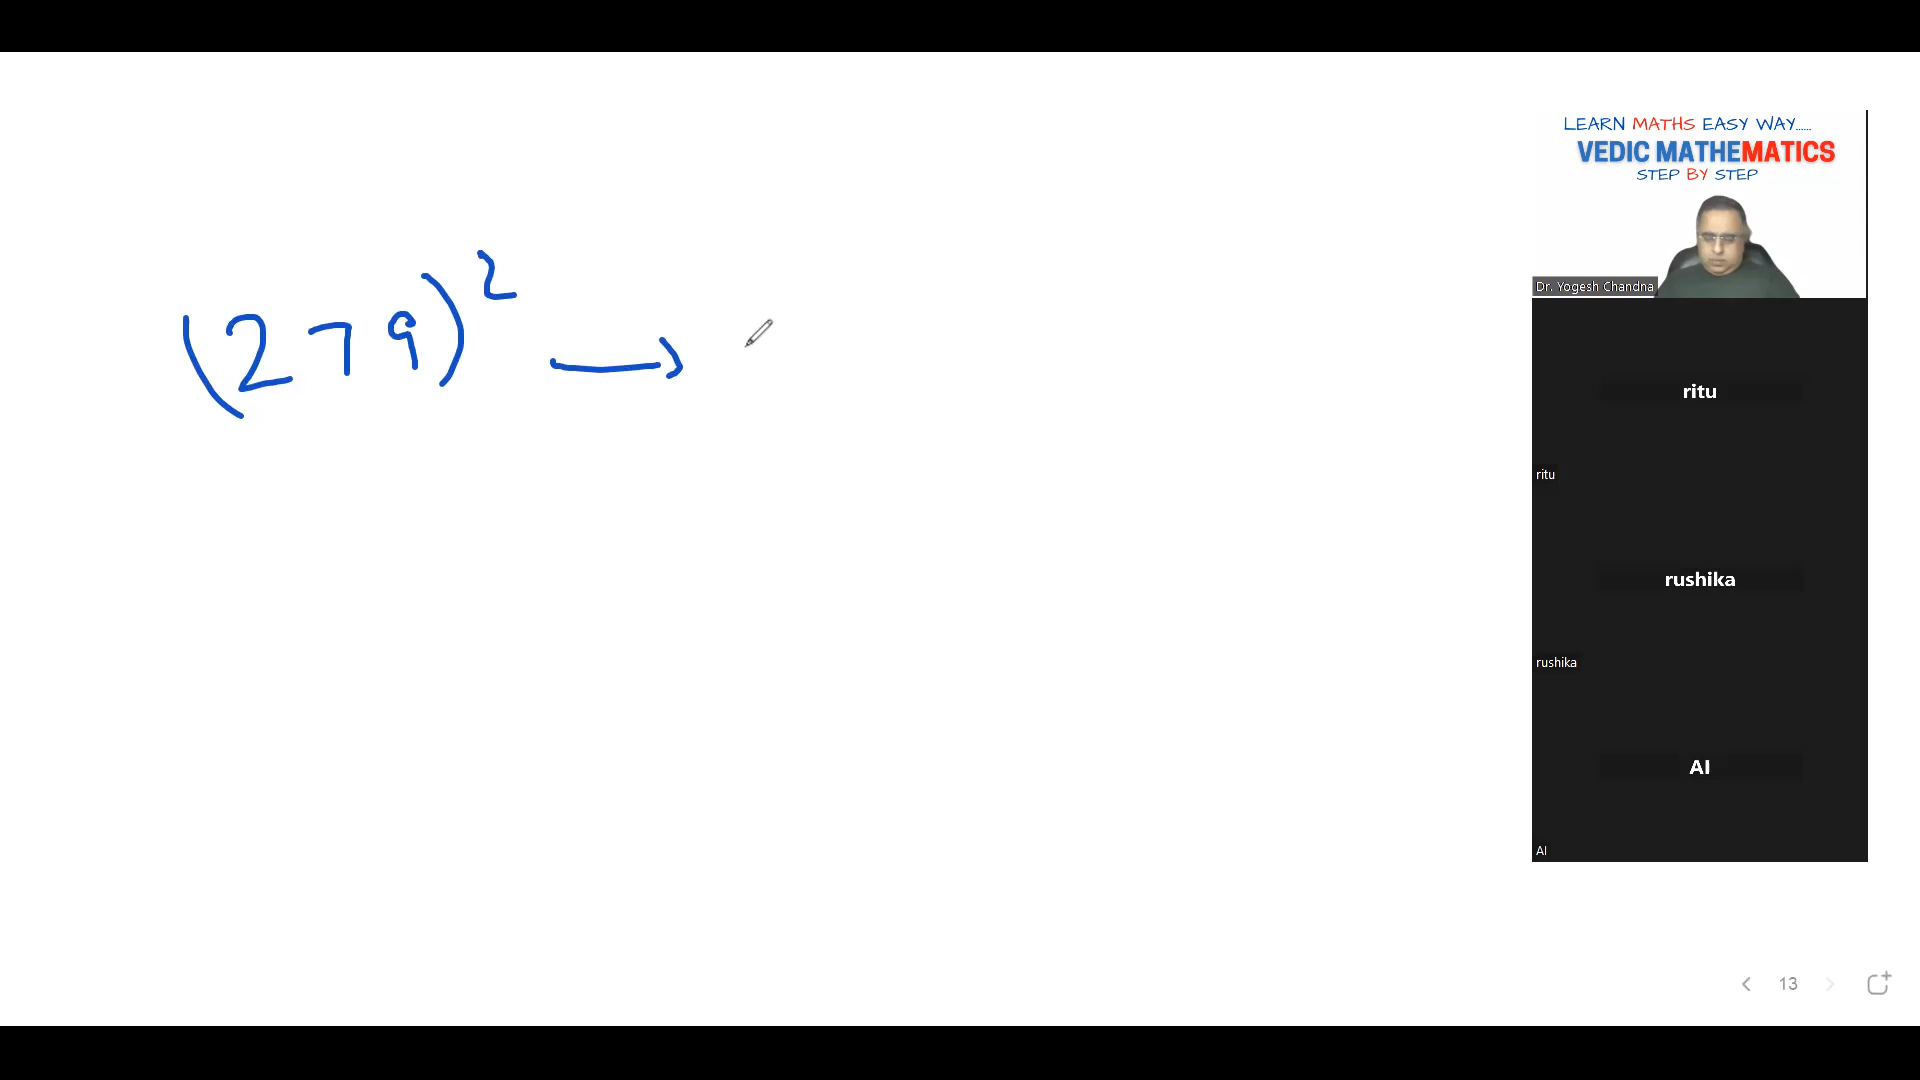 LEARN MATHS EASY WAY......
VEDIC MATHEMATICS
STEP BY STEP
(279)² →
Dr. Yogesh Chandna
ritu
ritu
rushika
rushika
AI
AI
13